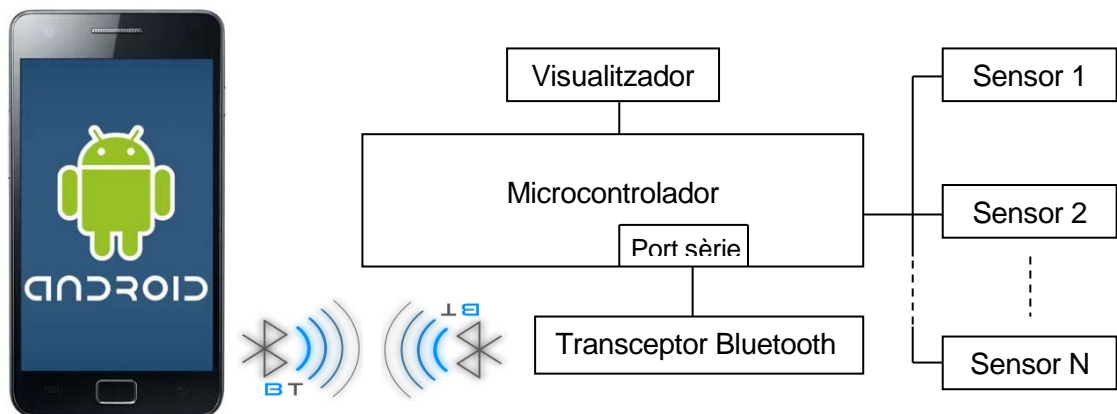 ANDROID
Visualitzador
Microcontrolador
Port sèrie
Transceptor Bluetooth
Sensor 1
Sensor 2
Sensor N
BT
BT